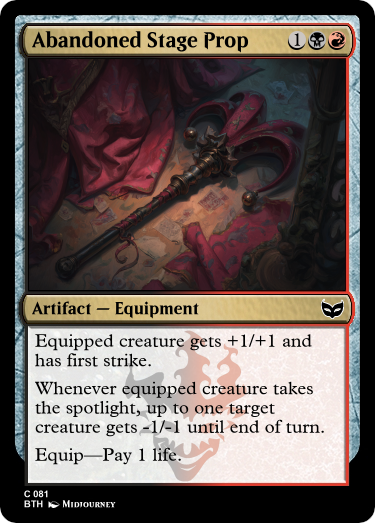 Abandoned Stage Prop 1
Artifact — Equipment
Equipped creature gets +1/+1 and
has first strike.
Whenever equipped creature takes
the spotlight, up to one target
creature gets -1/-1 until end of turn.
Equip—Pay 1 life.
C 081
BTH Midjourney